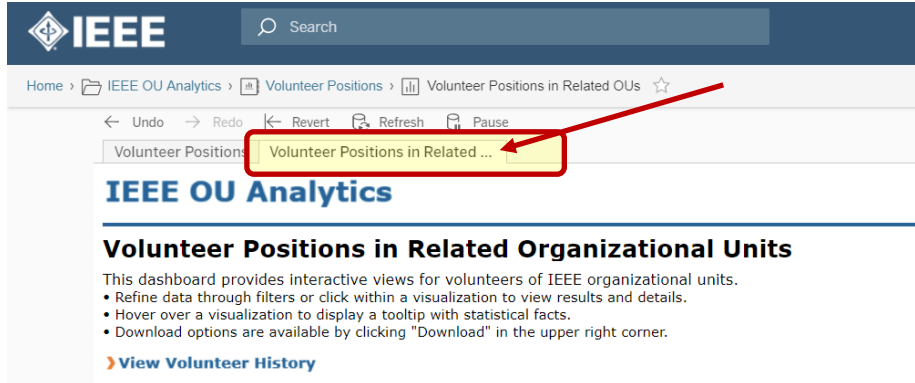 IEEE
Search
Home › IEEE OU Analytics › Volunteer Positions › Volunteer Positions in Related OUs
Undo Redo Revert Refresh Pause
Volunteer Positions Volunteer Positions in Related ...
IEEE OU Analytics
Volunteer Positions in Related Organizational Units
This dashboard provides interactive views for volunteers of IEEE organizational units.
• Refine data through filters or click within a visualization to view results and details.
• Hover over a visualization to display a tooltip with statistical facts.
• Download options are available by clicking "Download" in the upper right corner.
❯View Volunteer History